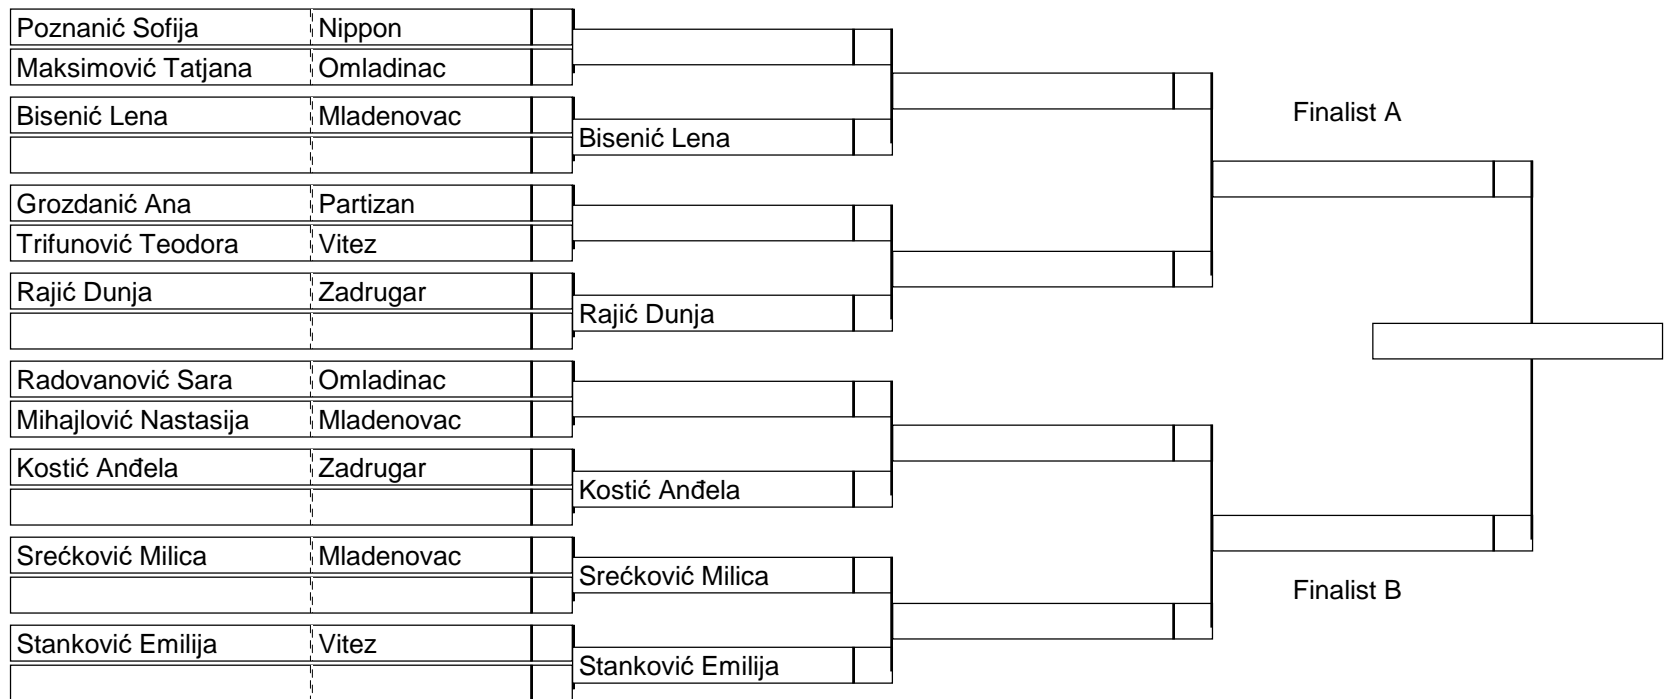 Poznanić Sofija Nippon
Maksimović Tatjana Omladinac
Bisenić Lena Mladenovac
Finalist A
Bisenić Lena
Grozdanić Ana Partizan
Trifunović Teodora Vitez
Rajić Dunja Zadrugar
Rajić Dunja
Radovanović Sara Omladinac
Mihajlović Nastasija Mladenovac
Kostić Anđela Zadrugar
Kostić Anđela
Srećković Milica Mladenovac
Srećković Milica
Finalist B
Stanković Emilija Vitez
Stanković Emilija